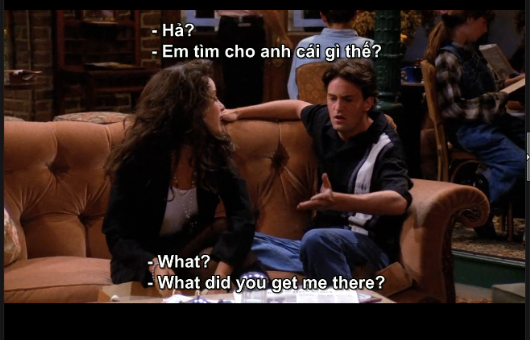 - Hả?
- Em tìm cho anh cái gì thế?
- What?
- What did you get me there?